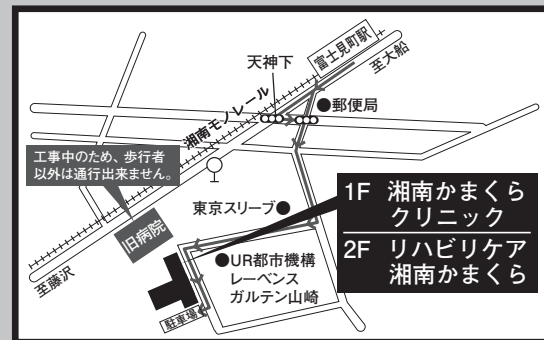 富士見町駅
至大船
天神下
●郵便局
湘南モノレール
工事中のため、歩行者
以外は通行出来ません。
東京スリーブ●
旧病院
1F 湘南かまくら
クリニック
2F リハビリケア
湘南かまくら
●UR都市機構
レーベンス
ガルテン山崎
至藤沢
駐車場